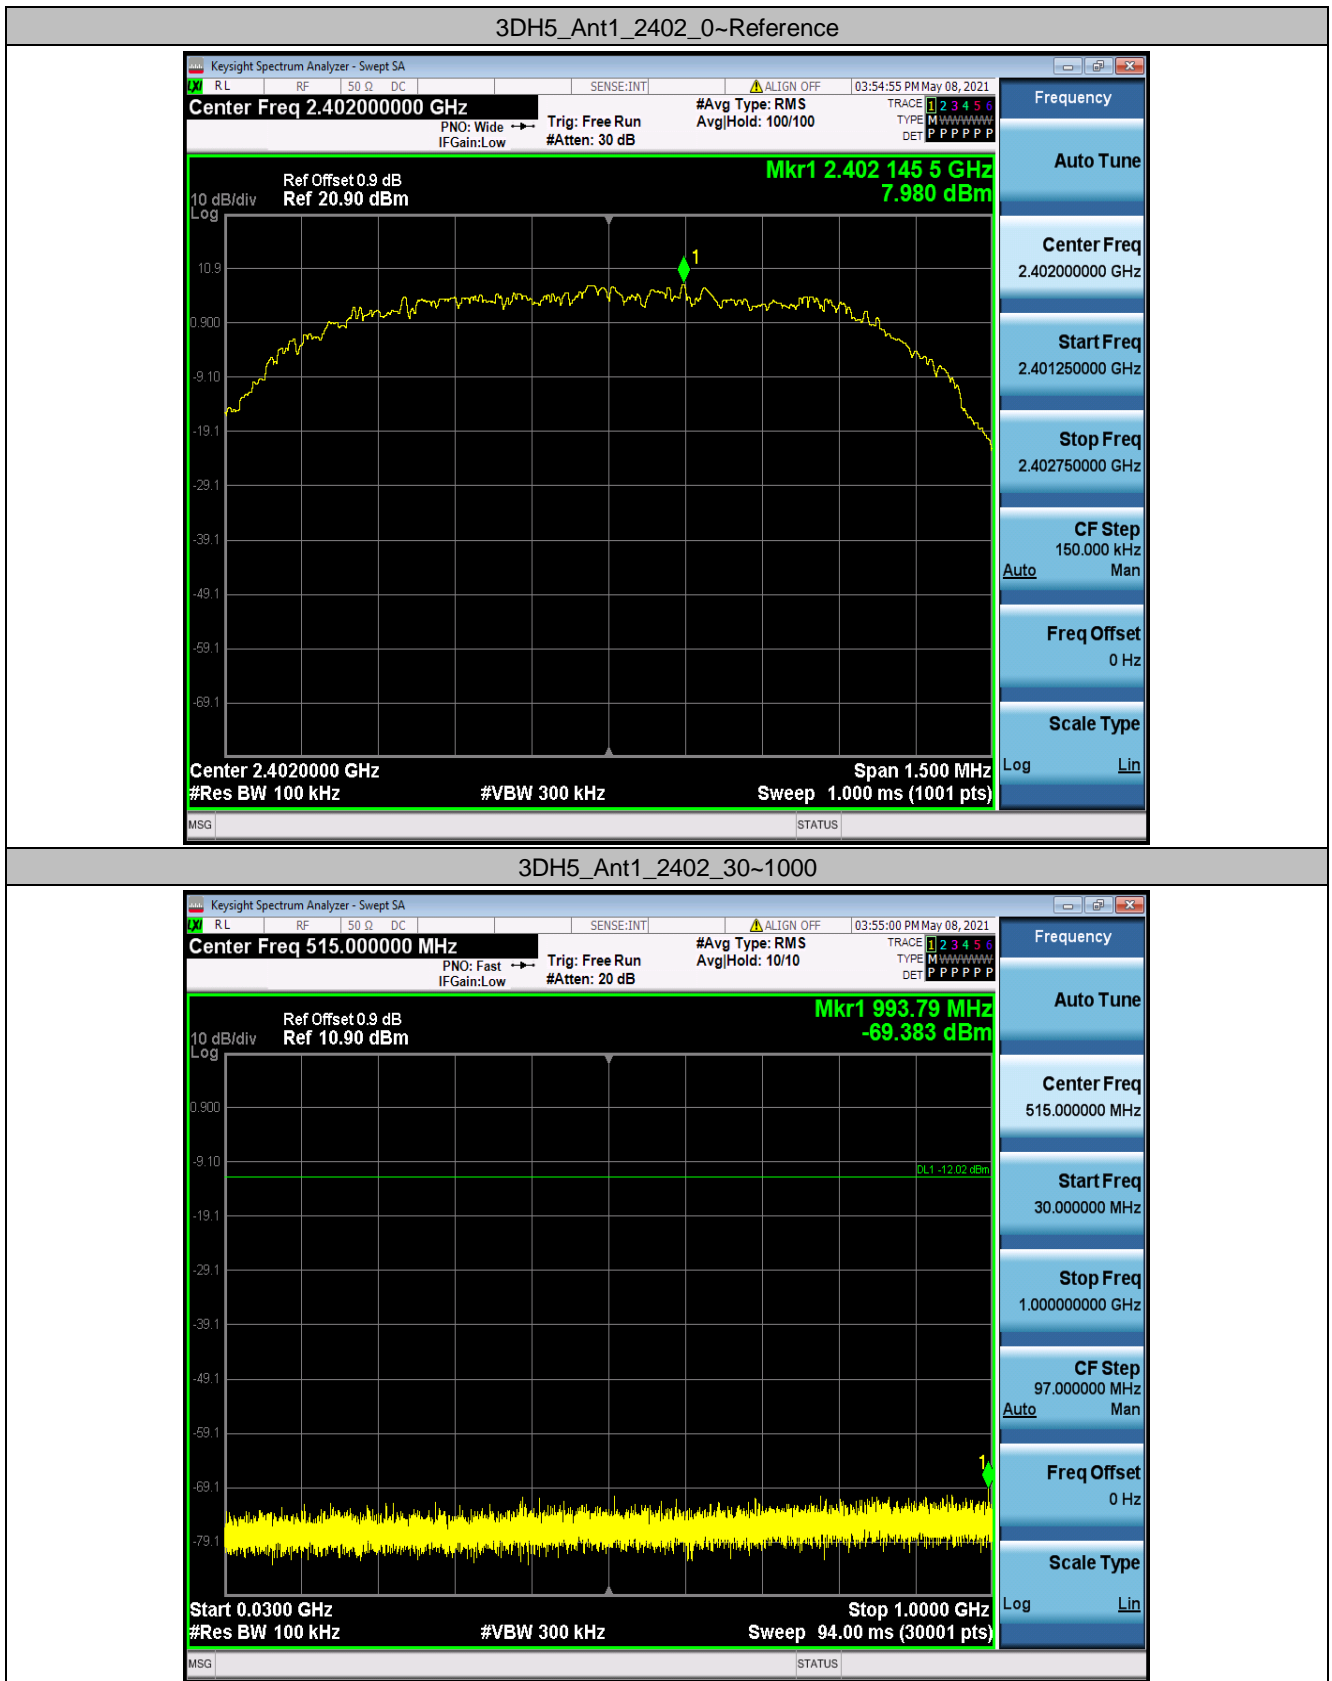 3DH5_Ant1_2402_0~Reference
Keysight Spectrum Analyzer - Swept SA
LXI RL RF 50 Ω DC SENSE:INT ALIGN OFF 03:54:55 PM May 08, 2021
Center Freq 2.402000000 GHz
PNO: Wide
IFGain:Low
Trig: Free Run
#Atten: 30 dB
#Avg Type: RMS
Avg|Hold: 100/100
TRACE 1 2 3 4 5 6
TYPE M WWWWW
DET P P P P P P
Mkr1 2.402 145 5 GHz
7.980 dBm
Ref Offset 0.9 dB
10 dB/div Ref 20.90 dBm
Log
1
10.9
0.900
-9.10
-19.1
-29.1
-39.1
-49.1
-59.1
-69.1
Center 2.4020000 GHz Span 1.500 MHz
#Res BW 100 kHz #VBW 300 kHz Sweep 1.000 ms (1001 pts)
MSG STATUS
Frequency
Auto Tune
Center Freq
2.402000000 GHz
Start Freq
2.401250000 GHz
Stop Freq
2.402750000 GHz
CF Step
150.000 kHz
Auto Man
Freq Offset
0 Hz
Scale Type
Log Lin
3DH5_Ant1_2402_30~1000
Keysight Spectrum Analyzer - Swept SA
LXI RL RF 50 Ω DC SENSE:INT ALIGN OFF 03:55:00 PM May 08, 2021
Center Freq 515.000000 MHz
PNO: Fast
IFGain:Low
Trig: Free Run
#Atten: 20 dB
#Avg Type: RMS
Avg|Hold: 10/10
TRACE 1 2 3 4 5 6
TYPE M WWWWW
DET P P P P P P
Mkr1 993.79 MHz
-69.383 dBm
Ref Offset 0.9 dB
10 dB/div Ref 10.90 dBm
Log
0.900
-9.10
DL1 -12.02 dBm
-19.1
-29.1
-39.1
-49.1
-59.1
1
-69.1
-79.1
Start 0.0300 GHz Stop 1.0000 GHz
#Res BW 100 kHz #VBW 300 kHz Sweep 94.00 ms (30001 pts)
MSG STATUS
Frequency
Auto Tune
Center Freq
515.000000 MHz
Start Freq
30.000000 MHz
Stop Freq
1.000000000 GHz
CF Step
97.000000 MHz
Auto Man
Freq Offset
0 Hz
Scale Type
Log Lin